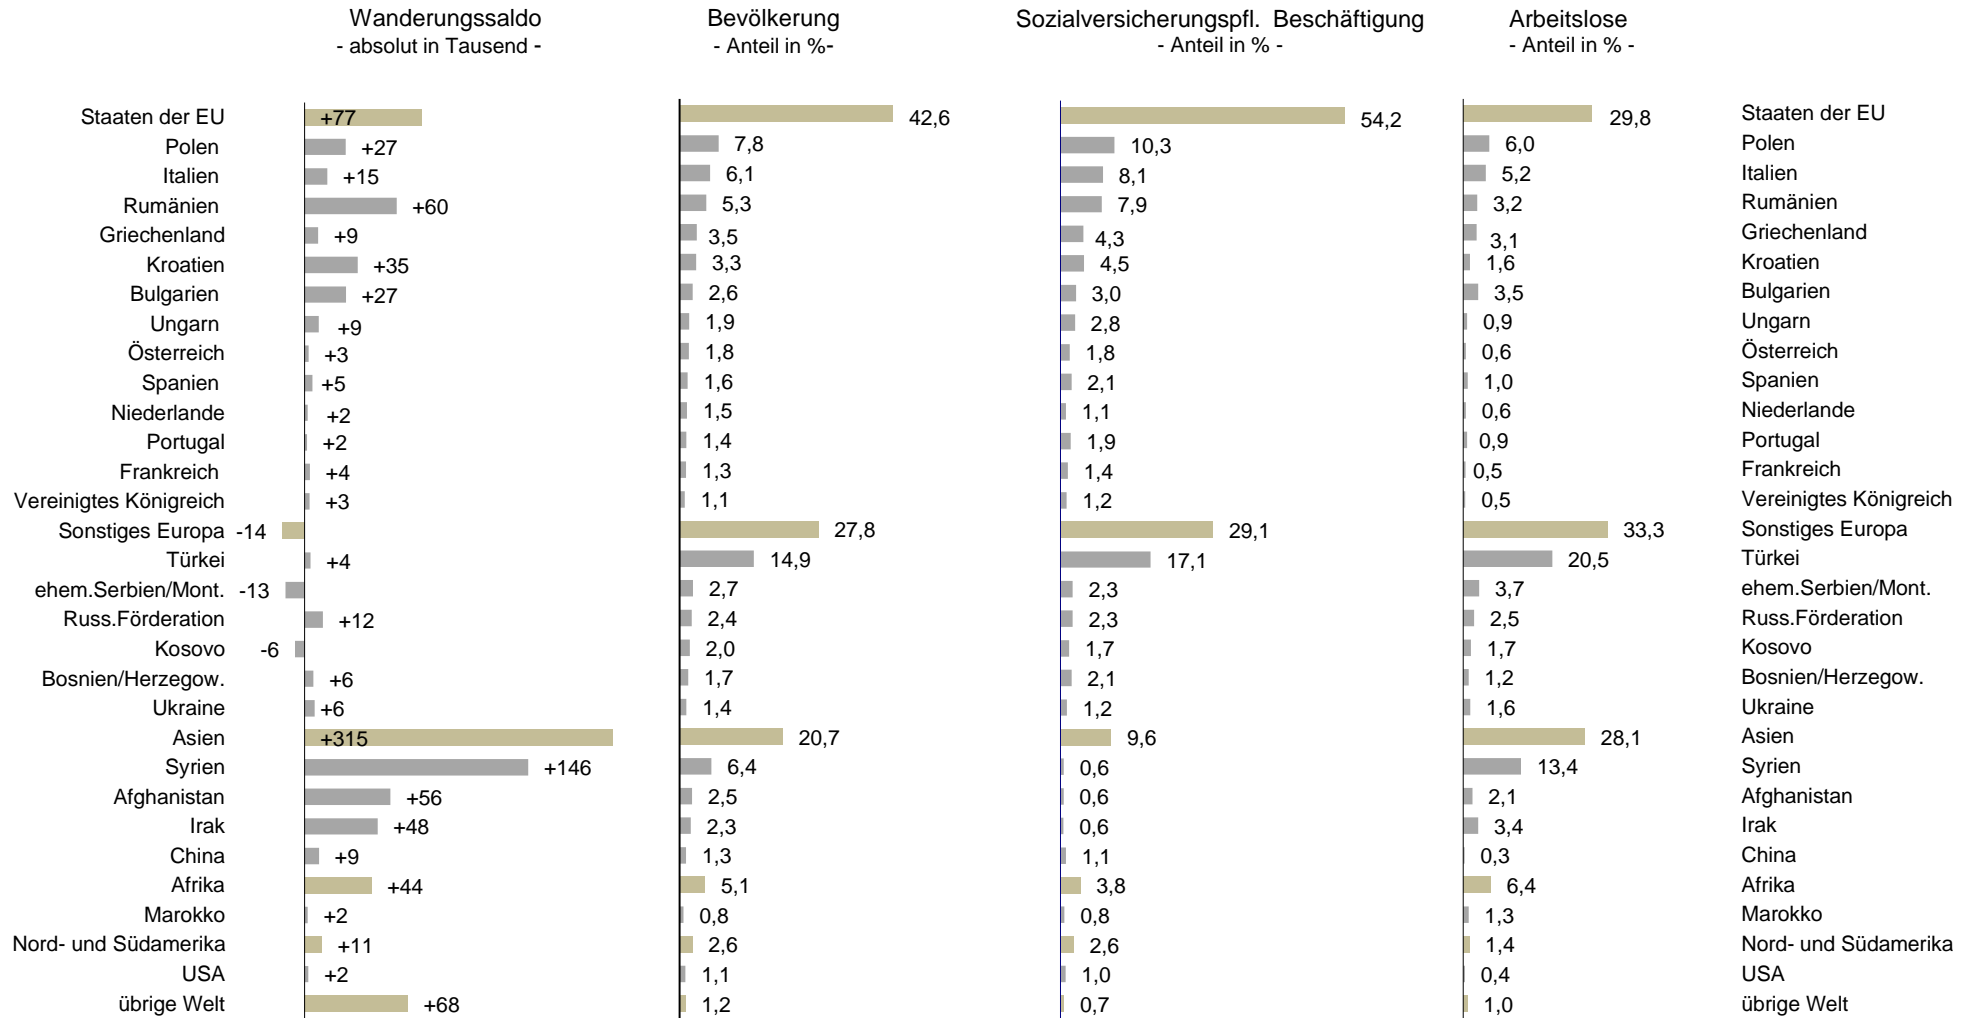 Wanderungssaldo Bevölkerung Sozialversicherungspfl. Beschäftigung Arbeitslose
- absolut in Tausend - - Anteil in %- - Anteil in % - - Anteil in % -
Staaten der EU +77 42,6 54,2 29,8 Staaten der EU
Polen +27 7,8 10,3 6,0 Polen
Italien +15 6,1 8,1 5,2 Italien
Rumänien +60 5,3 7,9 3,2 Rumänien
Griechenland +9 3,5 4,3 3,1 Griechenland
Kroatien +35 3,3 4,5 1,6 Kroatien
Bulgarien +27 2,6 3,0 3,5 Bulgarien
Ungarn +9 1,9 2,8 0,9 Ungarn
Österreich +3 1,8 1,8 0,6 Österreich
Spanien +5 1,6 2,1 1,0 Spanien
Niederlande +2 1,5 1,1 0,6 Niederlande
Portugal +2 1,4 1,9 0,9 Portugal
Frankreich +4 1,3 1,4 0,5 Frankreich
Vereinigtes Königreich +3 1,1 1,2 0,5 Vereinigtes Königreich
Sonstiges Europa -14 27,8 29,1 33,3 Sonstiges Europa
Türkei +4 14,9 17,1 20,5 Türkei
ehem.Serbien/Mont. -13 2,7 2,3 3,7 ehem.Serbien/Mont.
Russ.Förderation +12 2,4 2,3 2,5 Russ.Förderation
Kosovo -6 2,0 1,7 1,7 Kosovo
Bosnien/Herzegow. +6 1,7 2,1 1,2 Bosnien/Herzegow.
Ukraine +6 1,4 1,2 1,6 Ukraine
Asien +315 20,7 9,6 28,1 Asien
Syrien +146 6,4 0,6 13,4 Syrien
Afghanistan +56 2,5 0,6 2,1 Afghanistan
Irak +48 2,3 0,6 3,4 Irak
China +9 1,3 1,1 0,3 China
Afrika +44 5,1 3,8 6,4 Afrika
Marokko +2 0,8 0,8 1,3 Marokko
Nord- und Südamerika +11 2,6 2,6 1,4 Nord- und Südamerika
USA +2 1,1 1,0 0,4 USA
übrige Welt +68 1,2 0,7 1,0 übrige Welt